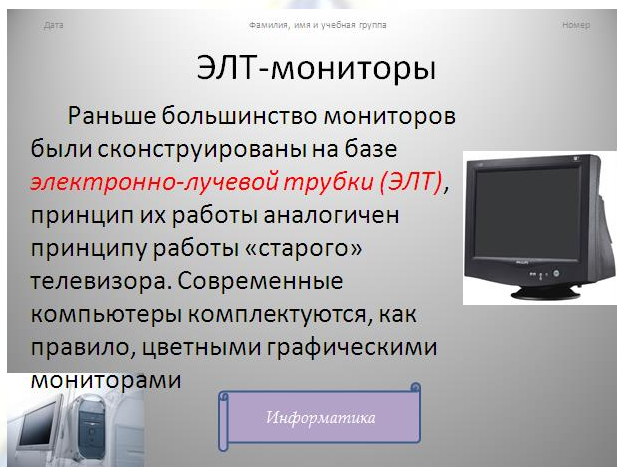 Дата
Фамилия, имя и учебная группа
Номер
ЭЛТ-мониторы
Раньше большинство мониторов
были сконструированы на базе
электронно-лучевой трубки (ЭЛТ),
принцип их работы аналогичен
принципу работы «старого»
телевизора. Современные
компьютеры комплектуются, как
правило, цветными графическими
мониторами
PHILIPS
Информатика